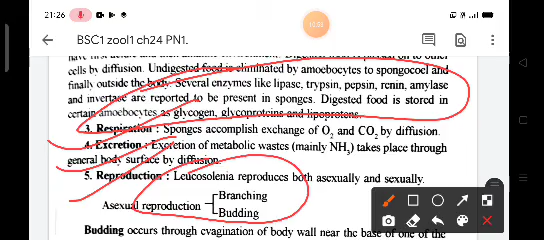 21:26
BSC1 zool1 ch24 PN1.
cells by diffusion. Undigested food is eliminated by amoebocytes to spongocoel and
finally outside the body. Several enzymes like lipase, trypsin, pepsin, renin, amylase
and invertase are reported to be present in sponges. Digested food is stored in
certain amoebocytes as glycogen, glycoproteins and lipoproteins.
3. Respiration : Sponges accomplish exchange of O₂ and CO₂ by diffusion.
4. Excretion : Excretion of metabolic wastes (mainly NH₃) takes place through
general body surface by diffusion.
5. Reproduction : Leucosolenia reproduces both asexually and sexually.
Branching
Asexual reproduction
Budding
Budding occurs through evagination of body wall near the base of one of the